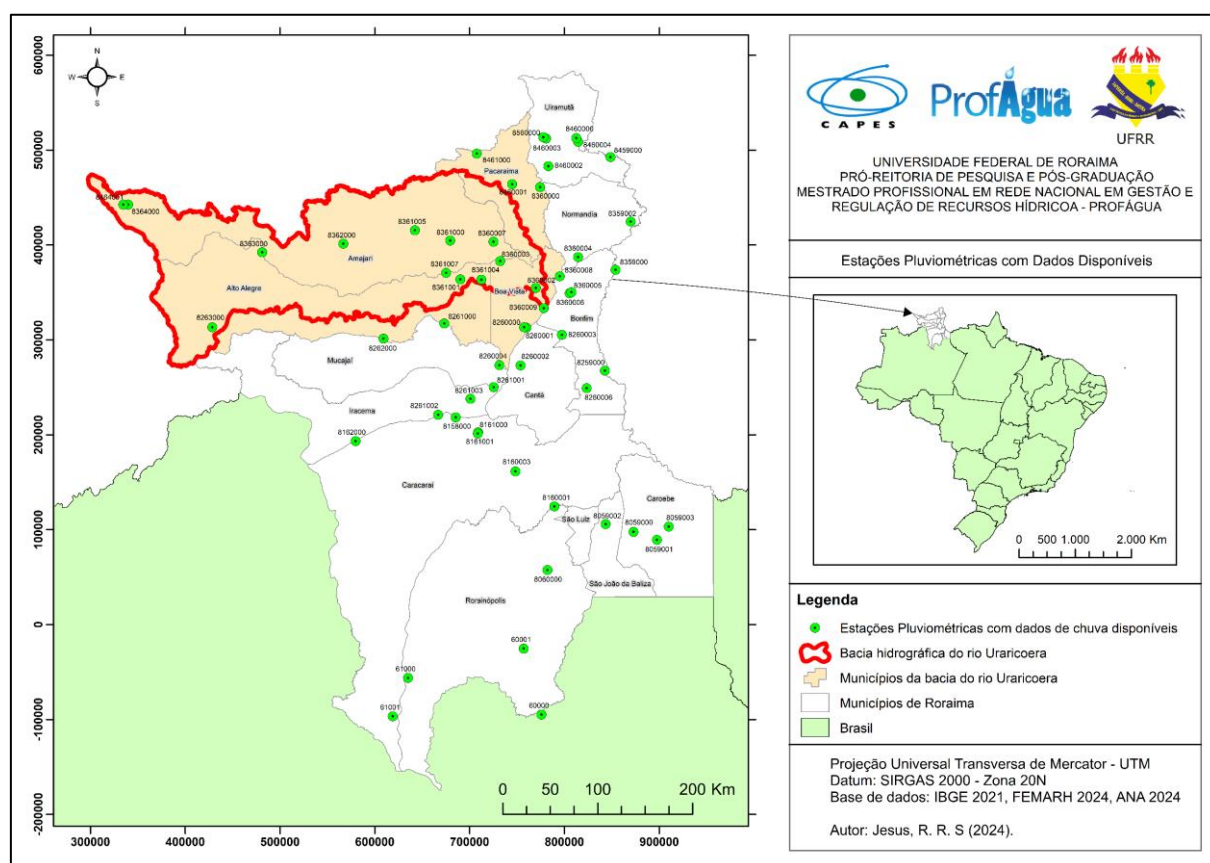 600000
500000
400000
300000
200000
100000
0
-100000
-200000
300000
400000
500000
600000
700000
800000
900000
N
W
E
S
Uiramutã
8460006
8460003
8460004
8459000
8461000
8460002
Pacaraima
8360000
Normandia
8364000
8361005
8359002
8362000
8361000
8360007
8363000
Amajari
8360003
8360004
8359000
8361007
8361004
8360008
Alto Alegre
8361001
Boa Vista
8360005
8360006
8360009
Bonfim
8263000
8261000
8260000
8260001
8260003
8262000
Mucajaí
8260004
8260002
8259000
8261001
Cantá
8260006
8261003
Iracema
8261002
8158000
8161000
8162000
8161001
8160003
Caracaraí
8160001
Caroebe
São Luiz
8059002
8059000
8059003
8059001
8060000
São João da Baliza
Rorainópolis
60001
61000
61001
60000
0 50 100 200 Km
CAPES
ProfÁgua
UFRR
UNIVERSIDADE FEDERAL DE RORAIMA
PRÓ-REITORIA DE PESQUISA E PÓS-GRADUAÇÃO
MESTRADO PROFISSIONAL EM REDE NACIONAL EM GESTÃO E
REGULAÇÃO DE RECURSOS HÍDRICOA - PROFÁGUA
Estações Pluviométricas com Dados Disponíveis
0 500 1.000 2.000 Km
Legenda
Estações Pluviométricas com dados de chuva disponíveis
Bacia hidrográfica do rio Uraricoera
Municípios da bacia do rio Uraricoera
Municípios de Roraima
Brasil
Projeção Universal Transversa de Mercator - UTM
Datum: SIRGAS 2000 - Zona 20N
Base de dados: IBGE 2021, FEMARH 2024, ANA 2024
Autor: Jesus, R. R. S (2024).